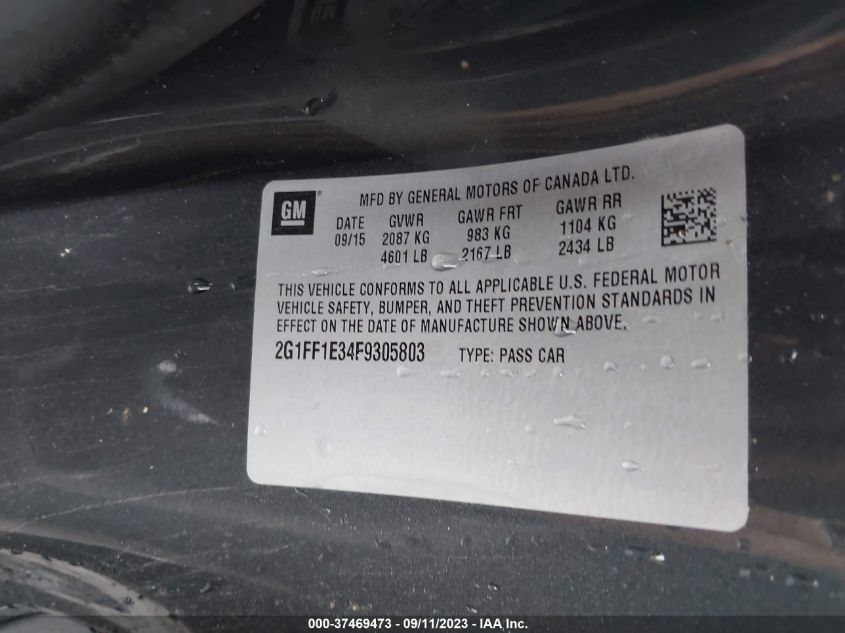 GM®
MFD BY GENERAL MOTORS OF CANADA LTD.
DATE GVWR GAWR FRT GAWR RR
09/15 2087 KG 983 KG 1104 KG
4601 LB 2167 LB 2434 LB
THIS VEHICLE CONFORMS TO ALL APPLICABLE U.S. FEDERAL MOTOR
VEHICLE SAFETY, BUMPER, AND THEFT PREVENTION STANDARDS IN
EFFECT ON THE DATE OF MANUFACTURE SHOWN ABOVE.
2G1FF1E34F9305803 TYPE: PASS CAR
000-37469473 - 09/11/2023 - IAA Inc.